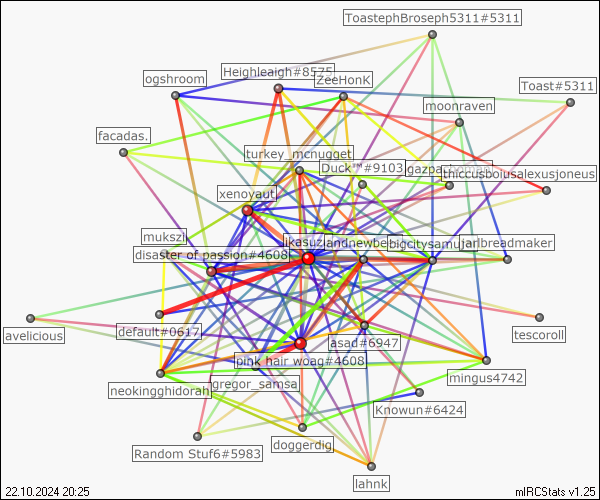 ToastephBroseph5311#5311
Heighleaigh#8575
ogshroom
ZeeHonK
Toast#5311
moonraven
facadas.
turkey_mcnugget
Duck™#9103
thiccusboiusalexusjoneus
xenoyaut
mukszi
ikasuz
andnewbe
bigcitysamurai
jarlbreadmaker
disaster of passion#4608
avelicious
default#0617
asad#6947
tescoroll
pink hair woag#4608
mingus4742
neokingghidorah
gregor_samsa
Knowun#6424
doggerdig
Random Stuf6#5983
lahnk
22.10.2024 20:25
mIRCStats v1.25